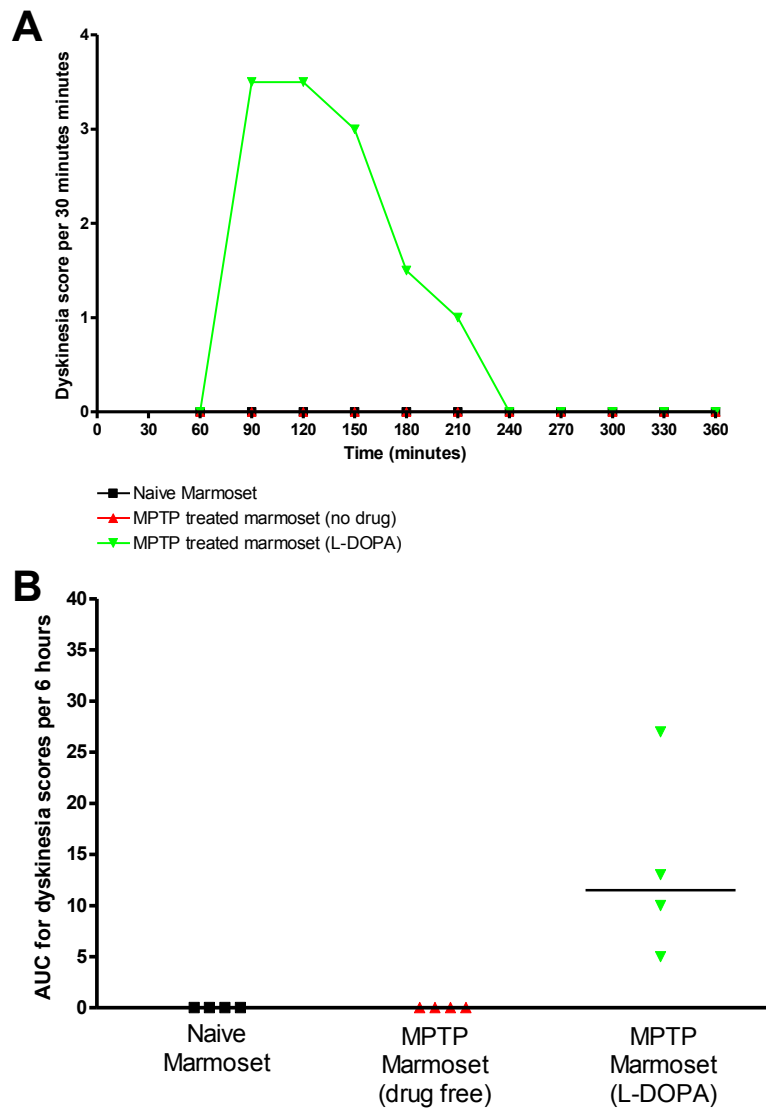 A
Dyskinesia score per 30 minutes minutes
4
3
2
1
0
0 30 60 90 120 150 180 210 240 270 300 330 360
Time (minutes)
Naive Marmoset
MPTP treated marmoset (no drug)
MPTP treated marmoset (L-DOPA)
B
AUC for dyskinesia scores per 6 hours
40
35
30
25
20
15
10
5
0
Naive
Marmoset
MPTP
Marmoset
(drug free)
MPTP
Marmoset
(L-DOPA)